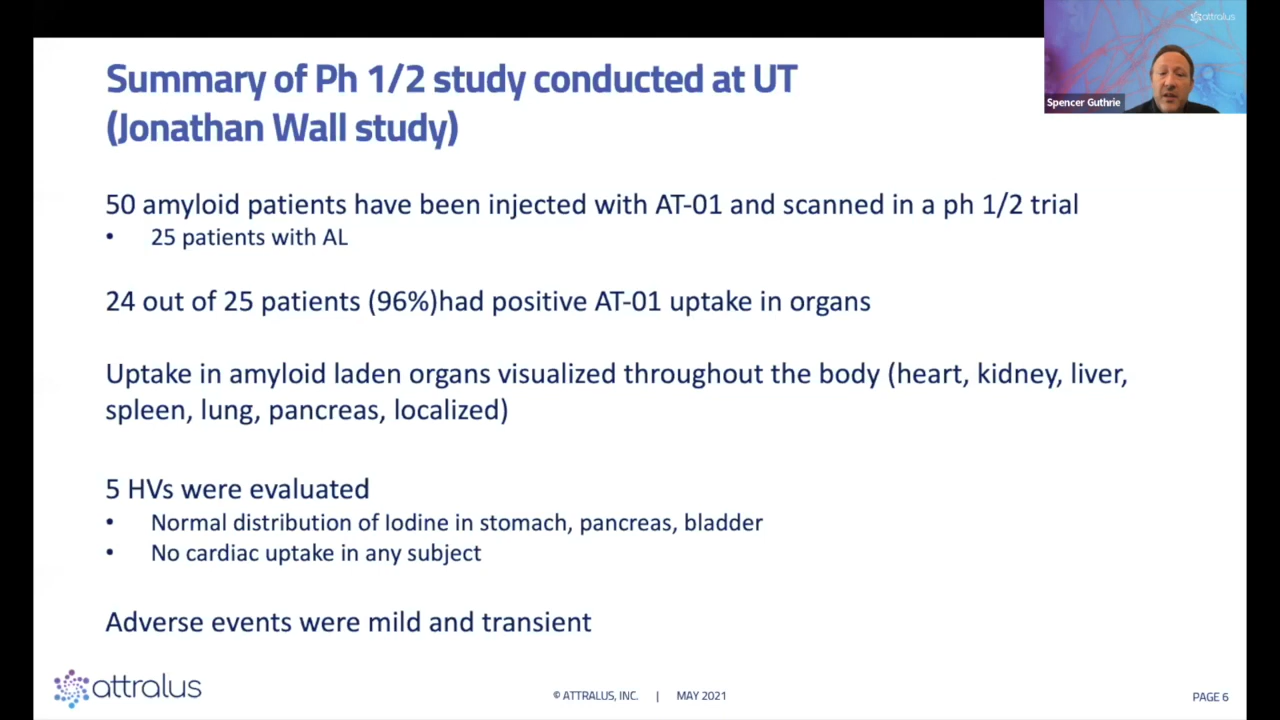 attralus
Spencer Guthrie
Summary of Ph 1/2 study conducted at UT
(Jonathan Wall study)
50 amyloid patients have been injected with AT-01 and scanned in a ph 1/2 trial
• 25 patients with AL
24 out of 25 patients (96%)had positive AT-01 uptake in organs
Uptake in amyloid laden organs visualized throughout the body (heart, kidney, liver,
spleen, lung, pancreas, localized)
5 HVs were evaluated
• Normal distribution of Iodine in stomach, pancreas, bladder
• No cardiac uptake in any subject
Adverse events were mild and transient
attralus
© ATTRALUS, INC. | MAY 2021
PAGE 6